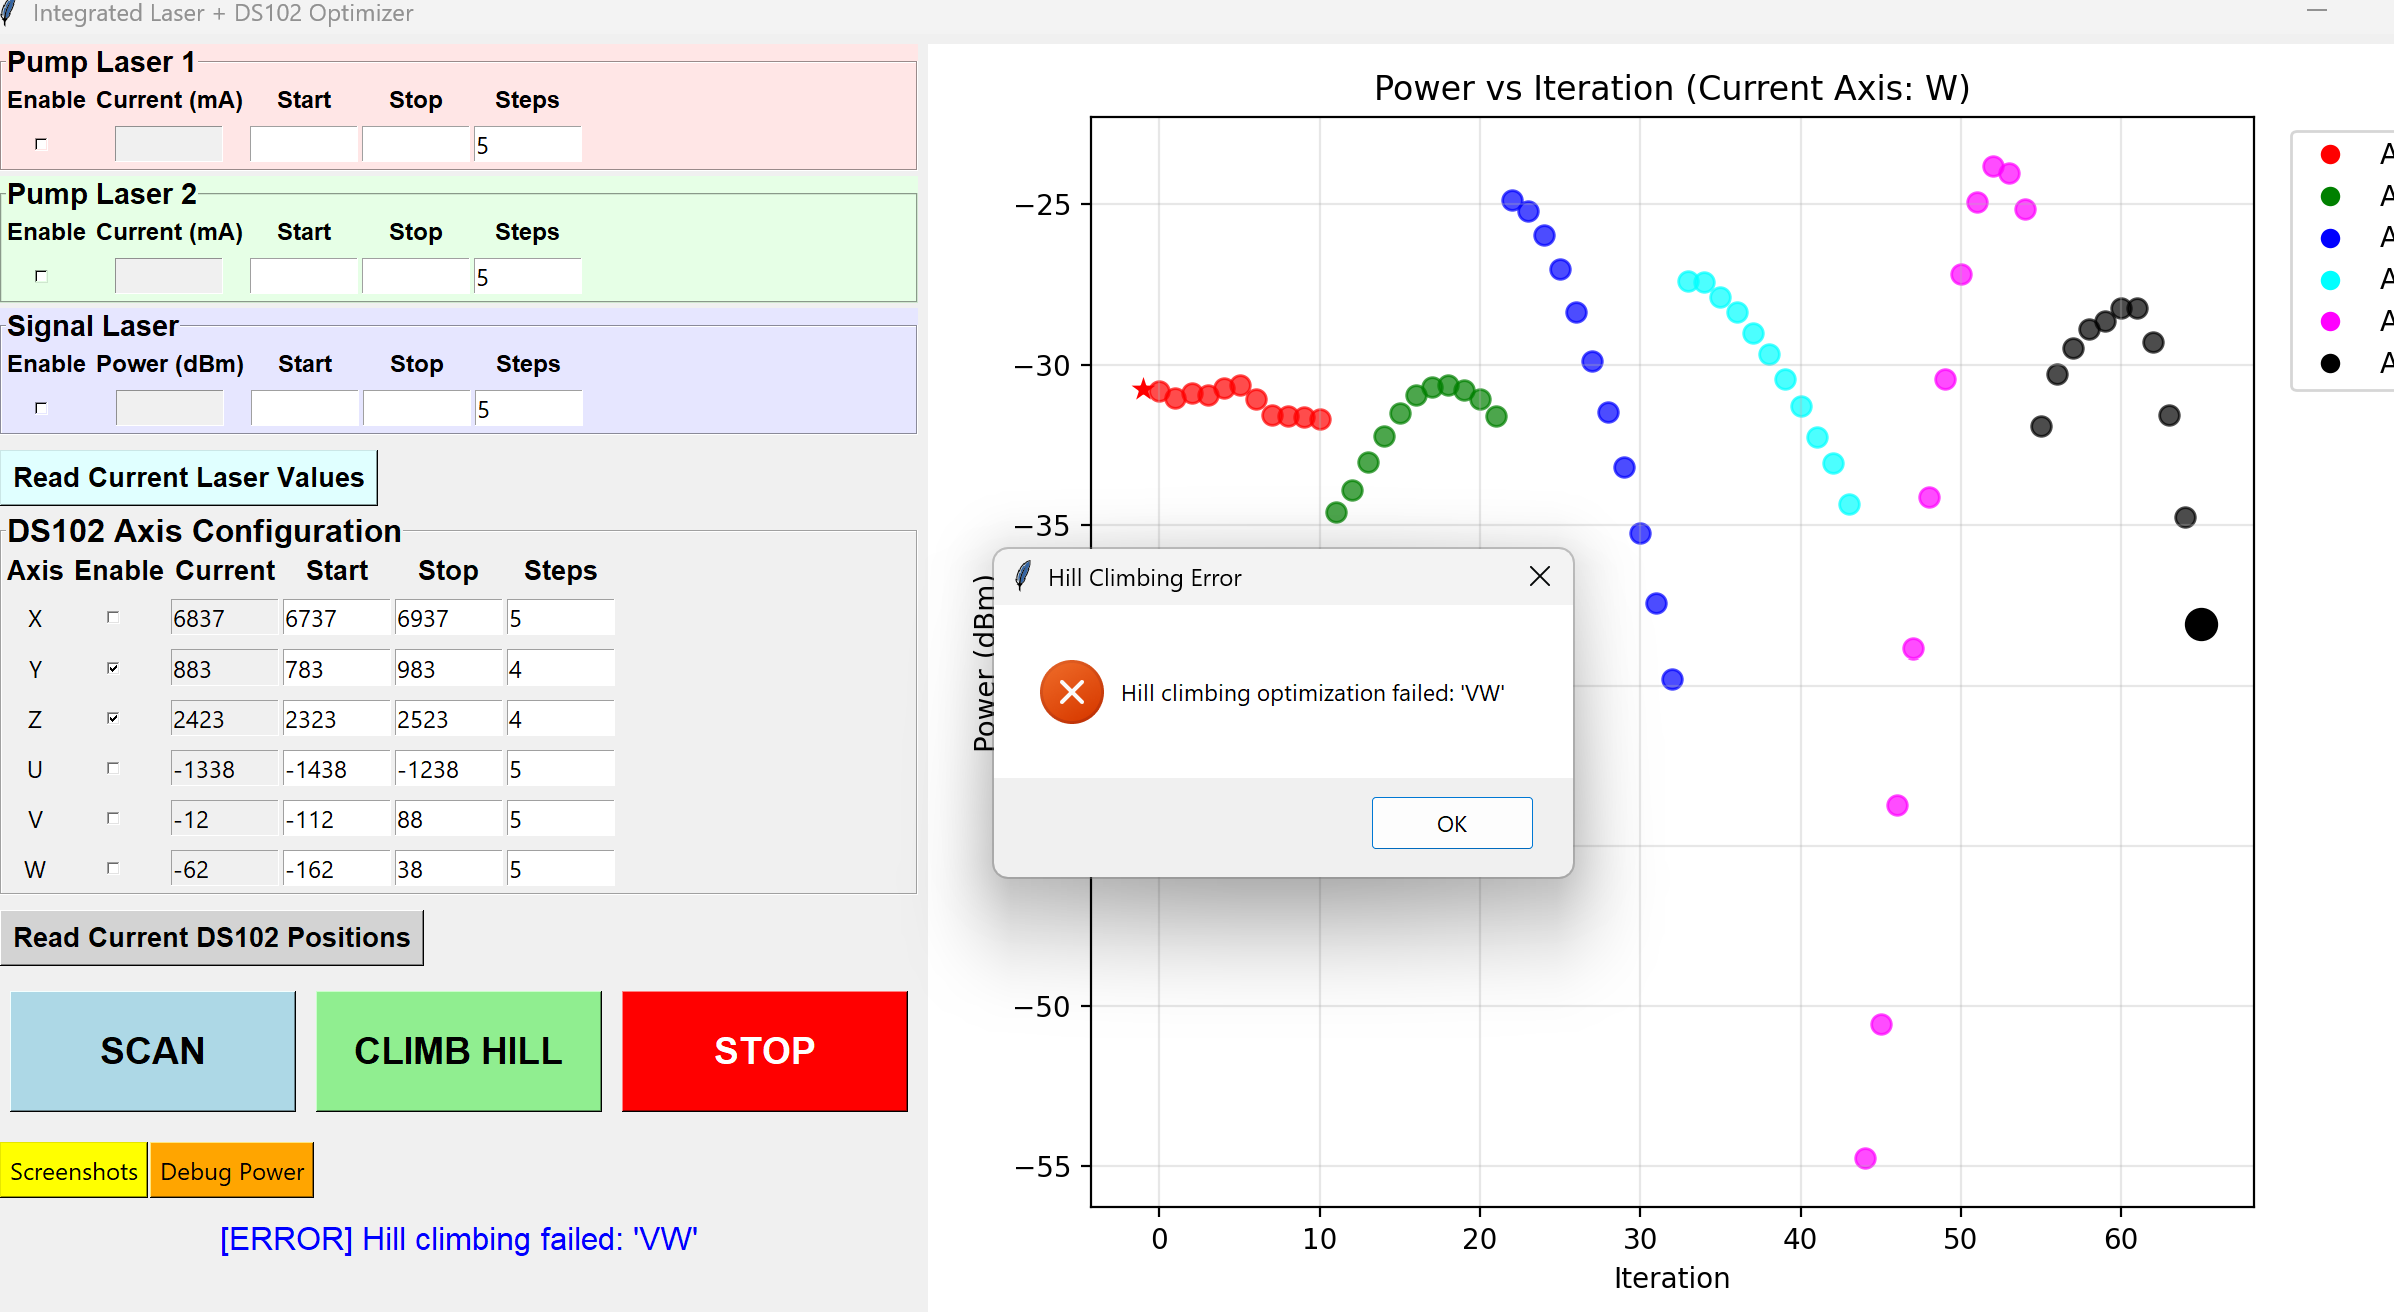 Integrated Laser + DS102 Optimizer
Pump Laser 1
Enable Current (mA) Start Stop Steps
5
Pump Laser 2
Enable Current (mA) Start Stop Steps
5
Signal Laser
Enable Power (dBm) Start Stop Steps
5
Read Current Laser Values
DS102 Axis Configuration
Axis Enable Current Start Stop Steps
X 6837 6737 6937 5
Y 883 783 983 4
Z 2423 2323 2523 4
U -1338 -1438 -1238 5
V -12 -112 88 5
W -62 -162 38 5
Read Current DS102 Positions
SCAN CLIMB HILL STOP
Screenshots Debug Power
[ERROR] Hill climbing failed: 'VW'
Power vs Iteration (Current Axis: W)
−25
−30
−35
−50
−55
Power (dBm)
0 10 20 30 40 50 60
Iteration
Hill Climbing Error
Hill climbing optimization failed: 'VW'
OK